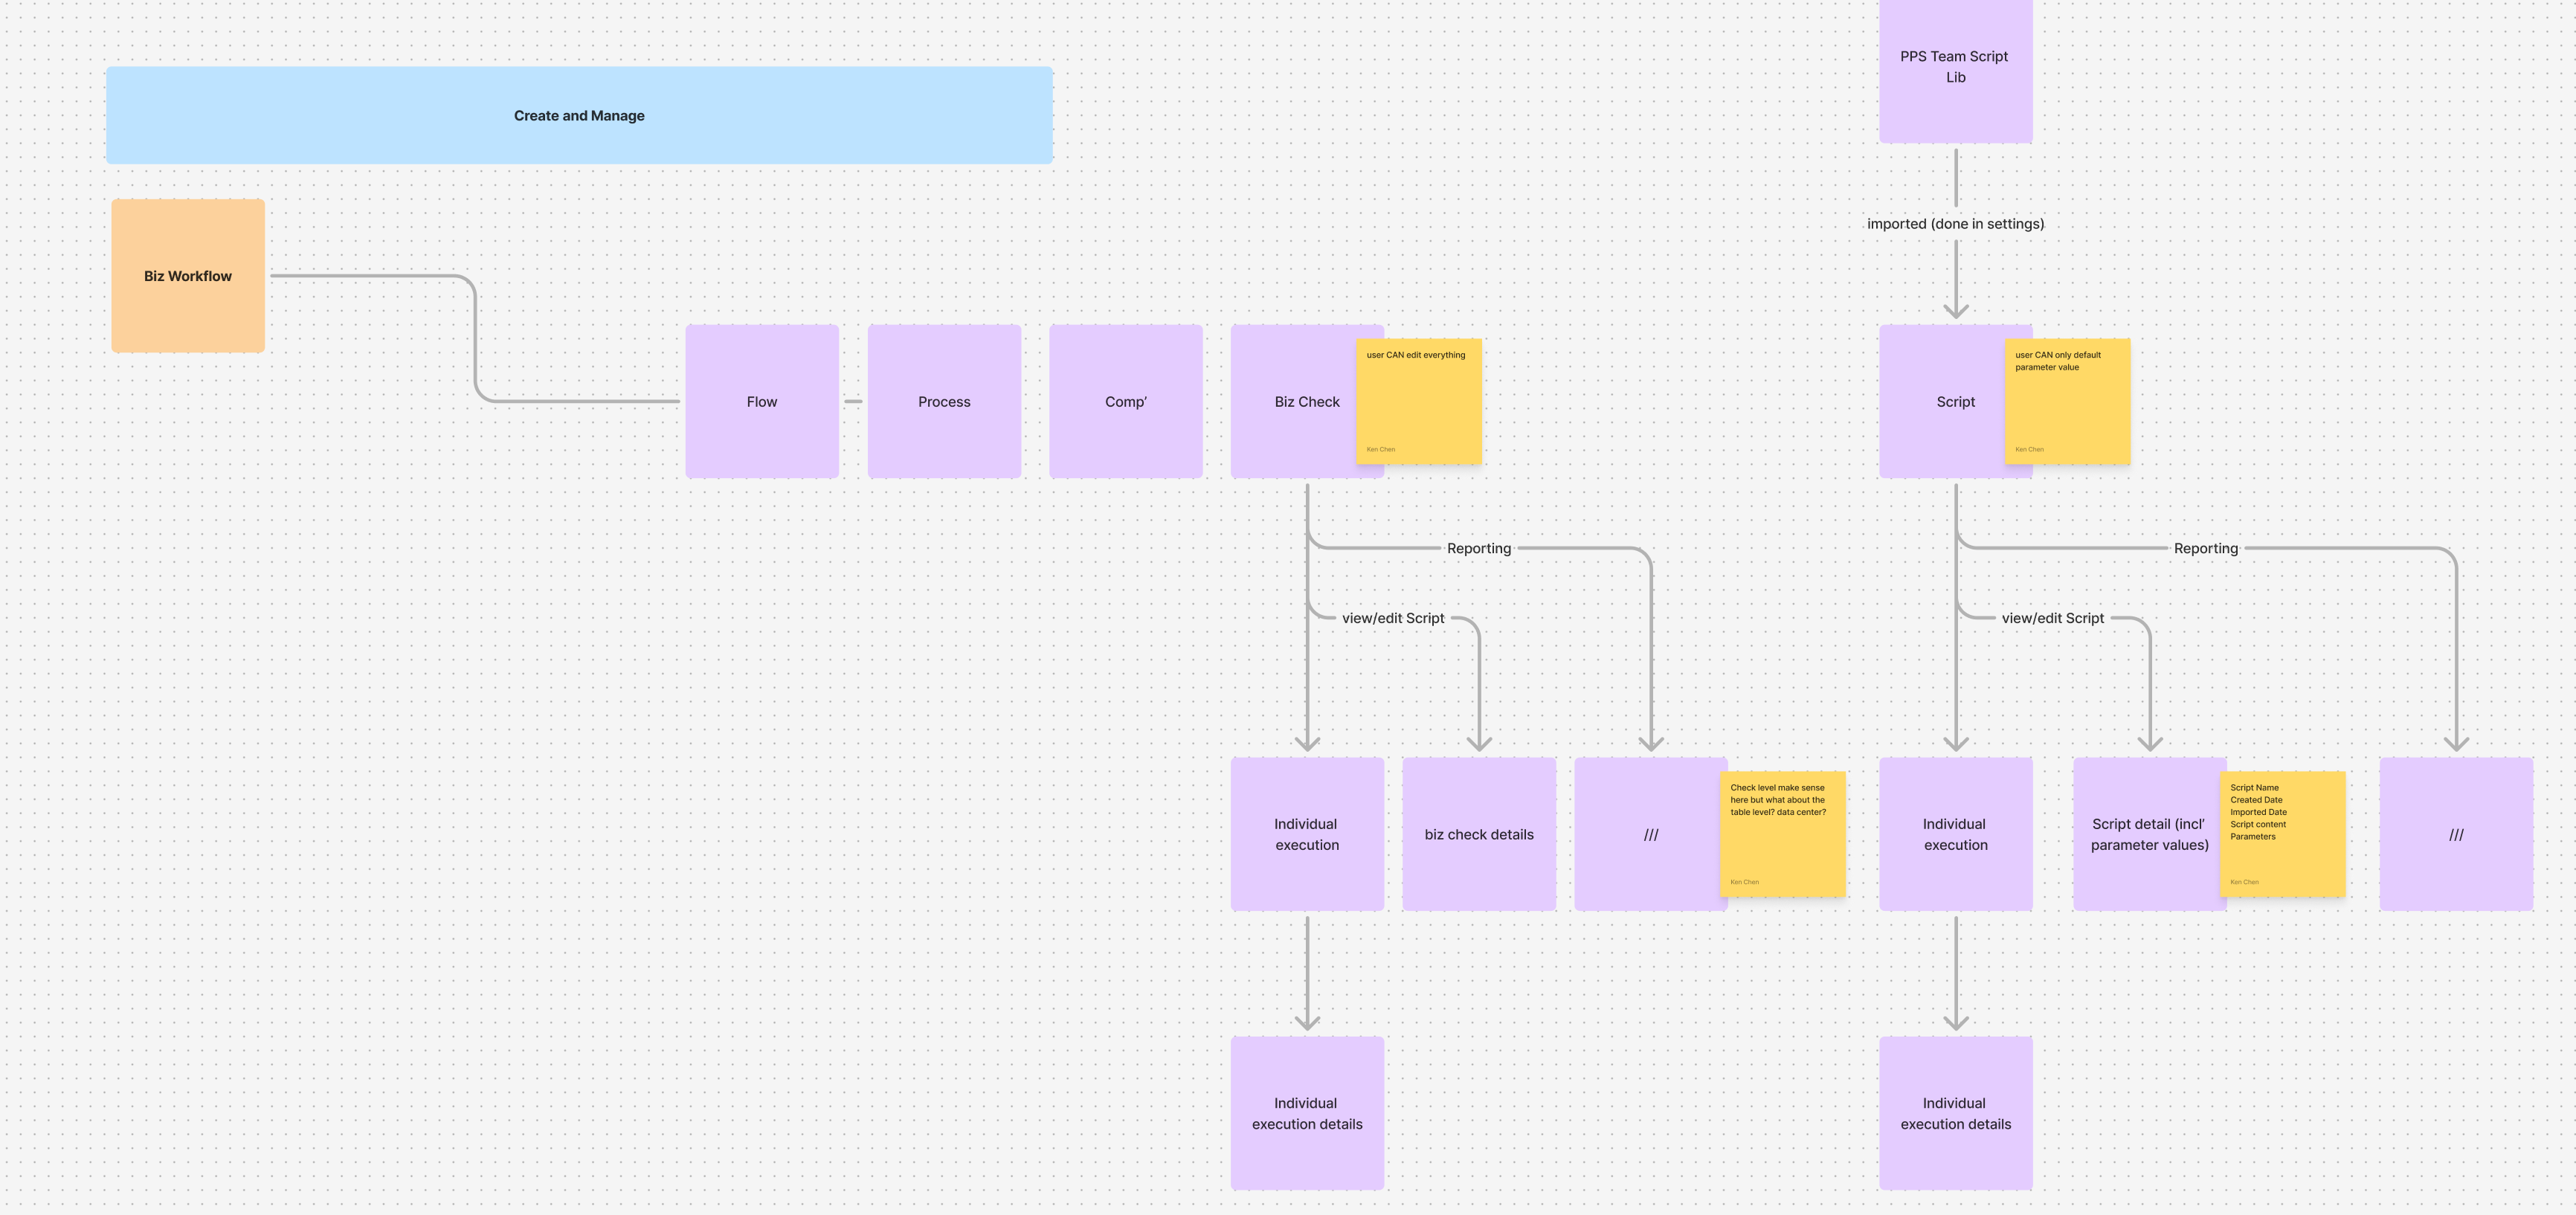 PPS Team Script
Lib
Create and Manage
imported (done in settings)
Biz Workflow
Flow
Process
Comp'
Biz Check
user CAN edit everything
Ken Chen
Script
user CAN only default
parameter value
Ken Chen
Reporting
view/edit Script
Reporting
view/edit Script
Individual
execution
biz check details
///
Check level make sense
here but what about the
table level? data center?
Ken Chen
Individual
execution
Script detail (incl'
parameter values)
Script Name
Created Date
Imported Date
Script content
Parameters
Ken Chen
///
Individual
execution details
Individual
execution details